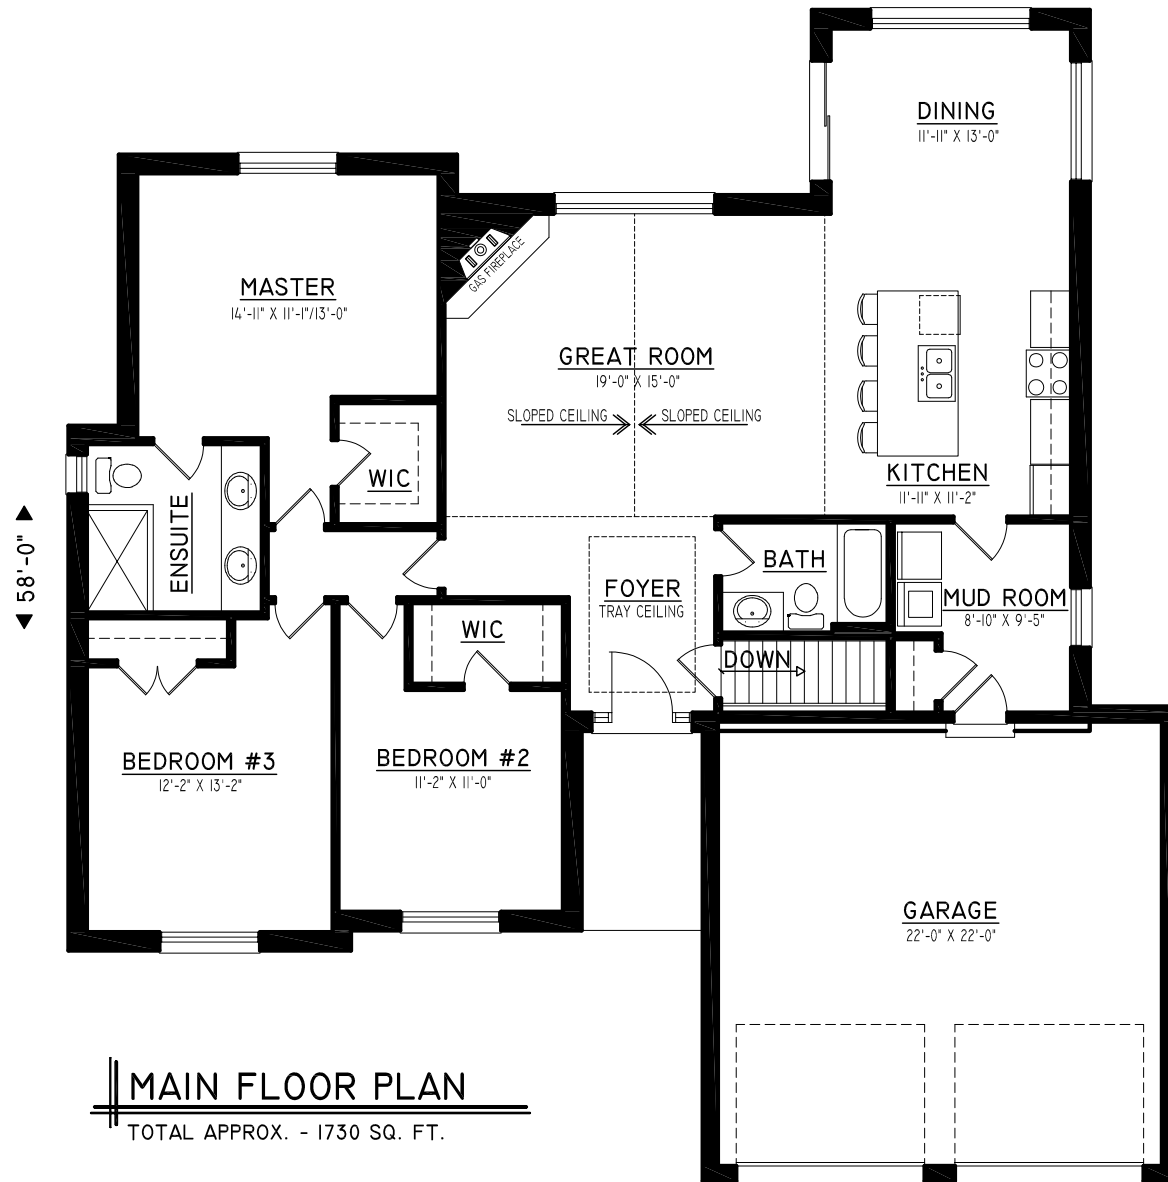 DINING
11'-11" X 13'-0"
MASTER
14'-11" X 11'-1"/13'-0"
GAS FIREPLACE
GREAT ROOM
19'-0" X 15'-0"
SLOPED CEILING
SLOPED CEILING
WIC
KITCHEN
11'-11" X 11'-2"
ENSUITE
58'-0"
BATH
FOYER
TRAY CEILING
MUD ROOM
8'-10" X 9'-5"
WIC
DOWN
BEDROOM #3
12'-2" X 13'-2"
BEDROOM #2
11'-2" X 11'-0"
GARAGE
22'-0" X 22'-0"
MAIN FLOOR PLAN
TOTAL APPROX. - 1730 SQ. FT.